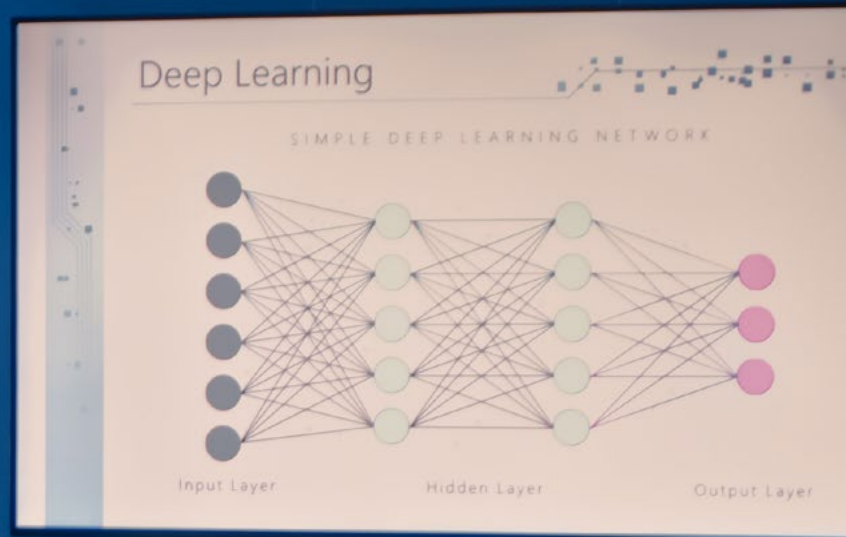 Deep Learning
SIMPLE DEEP LEARNING NETWORK
Input Layer
Hidden Layer
Output Layer